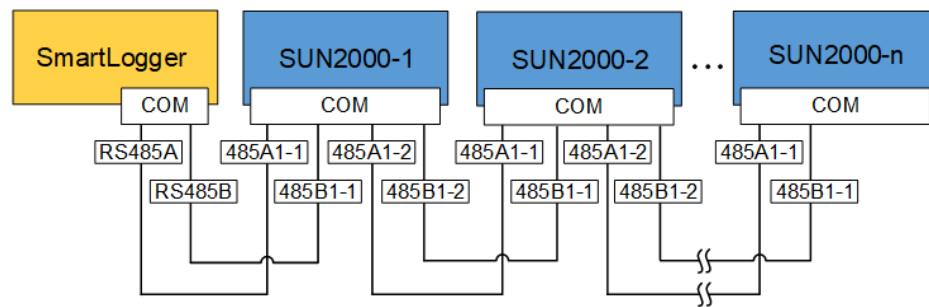 SmartLogger
SUN2000-1
SUN2000-2
...
SUN2000-n
COM
COM
COM
COM
RS485A
485A1-1
485A1-2
485A1-1
485A1-2
485A1-1
RS485B
485B1-1
485B1-2
485B1-1
485B1-2
485B1-1